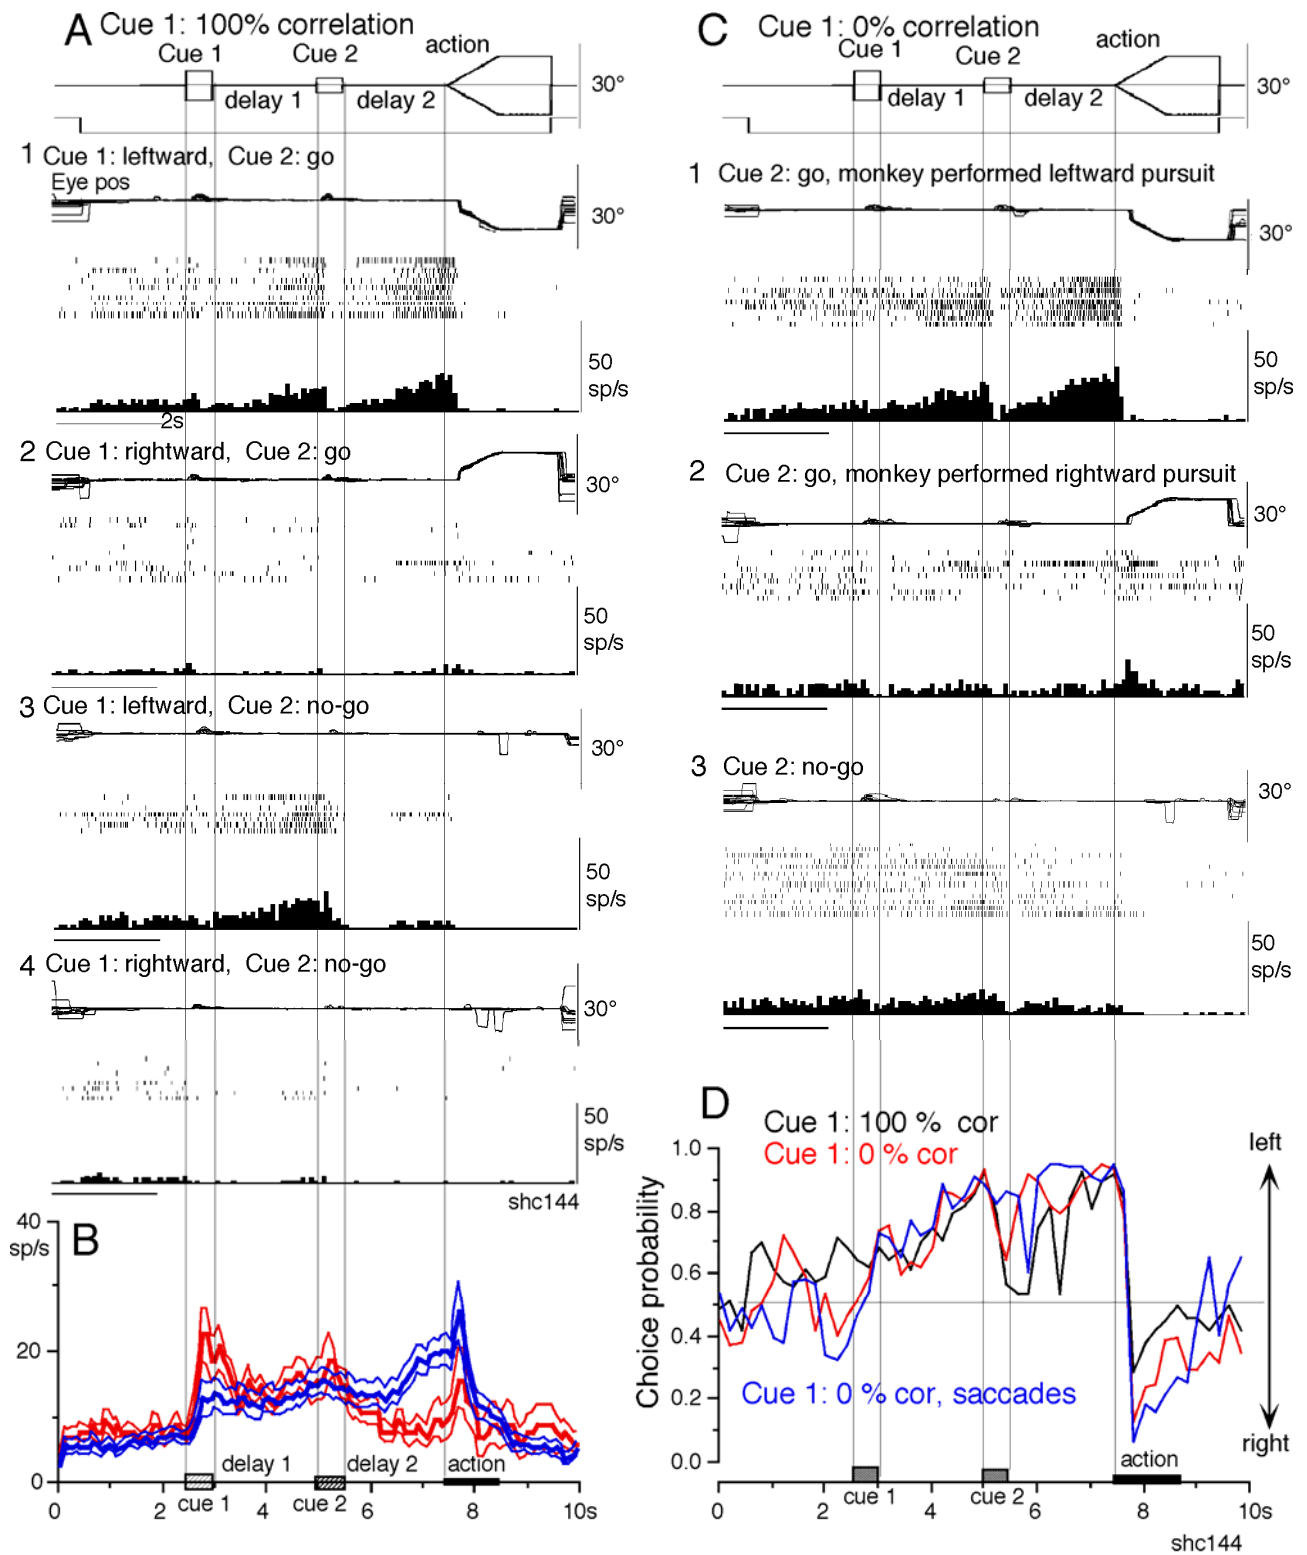 A Cue 1: 100% correlation
Cue 1
Cue 2
action
30°
delay 1
delay 2
1 Cue 1: leftward, Cue 2: go
Eye pos
30°
50
sp/s
2s
2 Cue 1: rightward, Cue 2: go
30°
50
sp/s
3 Cue 1: leftward, Cue 2: no-go
30°
50
sp/s
4 Cue 1: rightward, Cue 2: no-go
30°
50
sp/s
shc144
B
40
sp/s
20
0
delay 1
delay 2
action
cue 1
cue 2
0 2 4 6 8 10s
C Cue 1: 0% correlation
Cue 1
Cue 2
action
30°
delay 1
delay 2
1 Cue 2: go, monkey performed leftward pursuit
30°
50
sp/s
2 Cue 2: go, monkey performed rightward pursuit
30°
50
sp/s
3 Cue 2: no-go
30°
50
sp/s
D
Cue 1: 100 % cor
Cue 1: 0 % cor
Cue 1: 0 % cor, saccades
Choice probability
1.0
0.8
0.6
0.4
0.2
0.0
left
right
action
cue 1
cue 2
0 2 4 6 8 10s
shc144